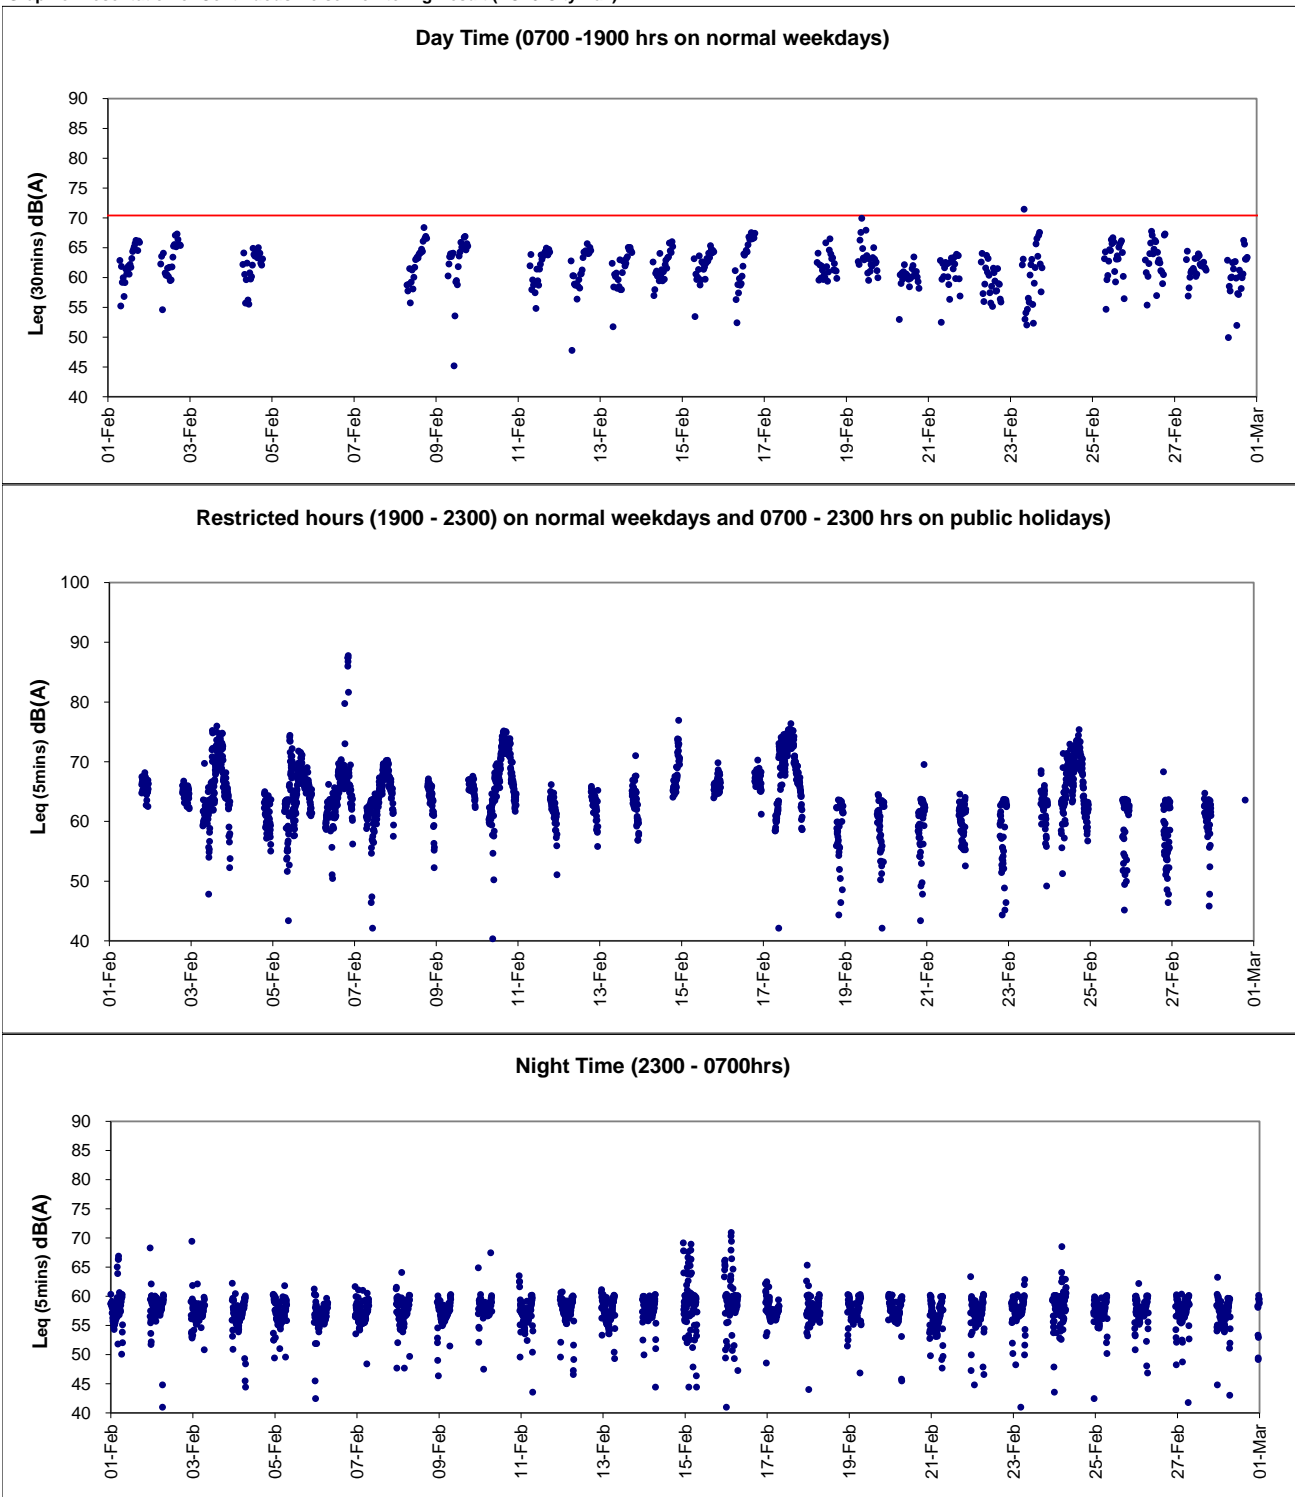 Day Time (0700 -1900 hrs on normal weekdays)
Leq (30mins) dB(A)
90
85
80
75
70
65
60
55
50
45
40
01-Feb
03-Feb
05-Feb
07-Feb
09-Feb
11-Feb
13-Feb
15-Feb
17-Feb
19-Feb
21-Feb
23-Feb
25-Feb
27-Feb
01-Mar
Restricted hours (1900 - 2300) on normal weekdays and 0700 - 2300 hrs on public holidays)
Leq (5mins) dB(A)
100
90
80
70
60
50
40
01-Feb
03-Feb
05-Feb
07-Feb
09-Feb
11-Feb
13-Feb
15-Feb
17-Feb
19-Feb
21-Feb
23-Feb
25-Feb
27-Feb
01-Mar
Night Time (2300 - 0700hrs)
Leq (5mins) dB(A)
90
85
80
75
70
65
60
55
50
45
40
01-Feb
03-Feb
05-Feb
07-Feb
09-Feb
11-Feb
13-Feb
15-Feb
17-Feb
19-Feb
21-Feb
23-Feb
25-Feb
27-Feb
01-Mar